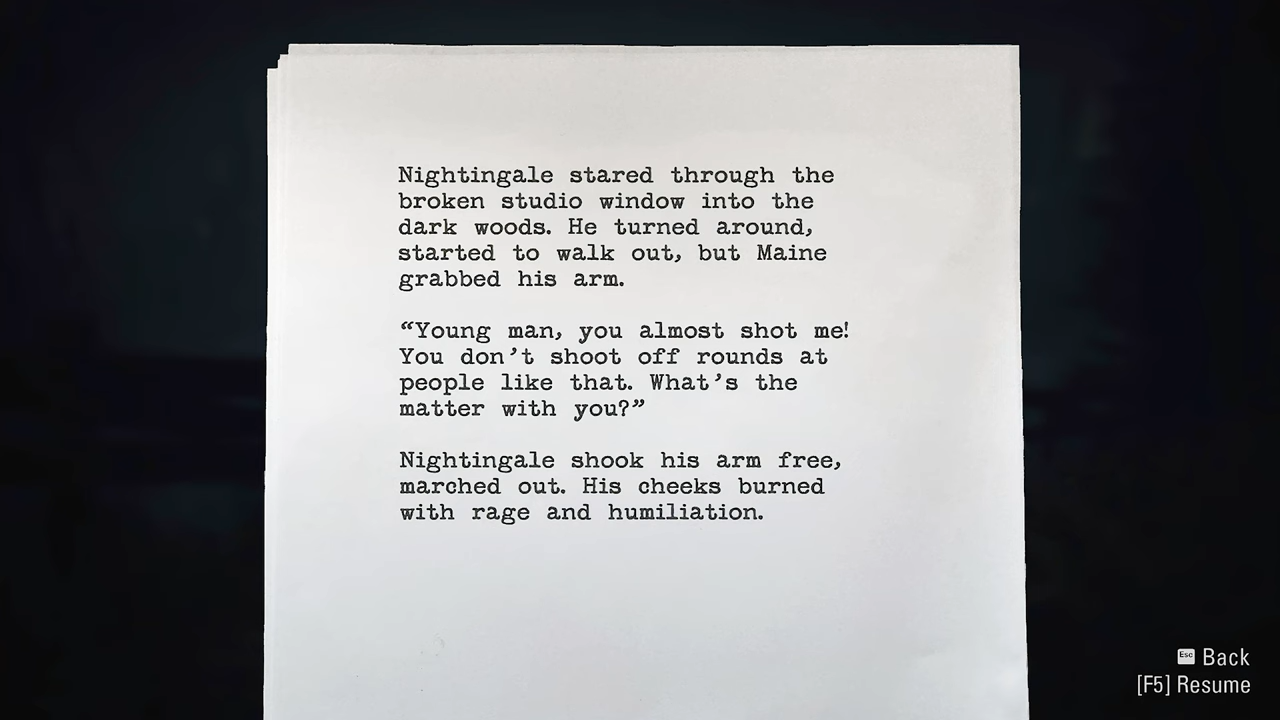 Nightingale stared through the
broken studio window into the
dark woods. He turned around,
started to walk out, but Maine
grabbed his arm.
“Young man, you almost shot me!
You don’t shoot off rounds at
people like that. What’s the
matter with you?”
Nightingale shook his arm free,
marched out. His cheeks burned
with rage and humiliation.
Esc Back
[F5] Resume